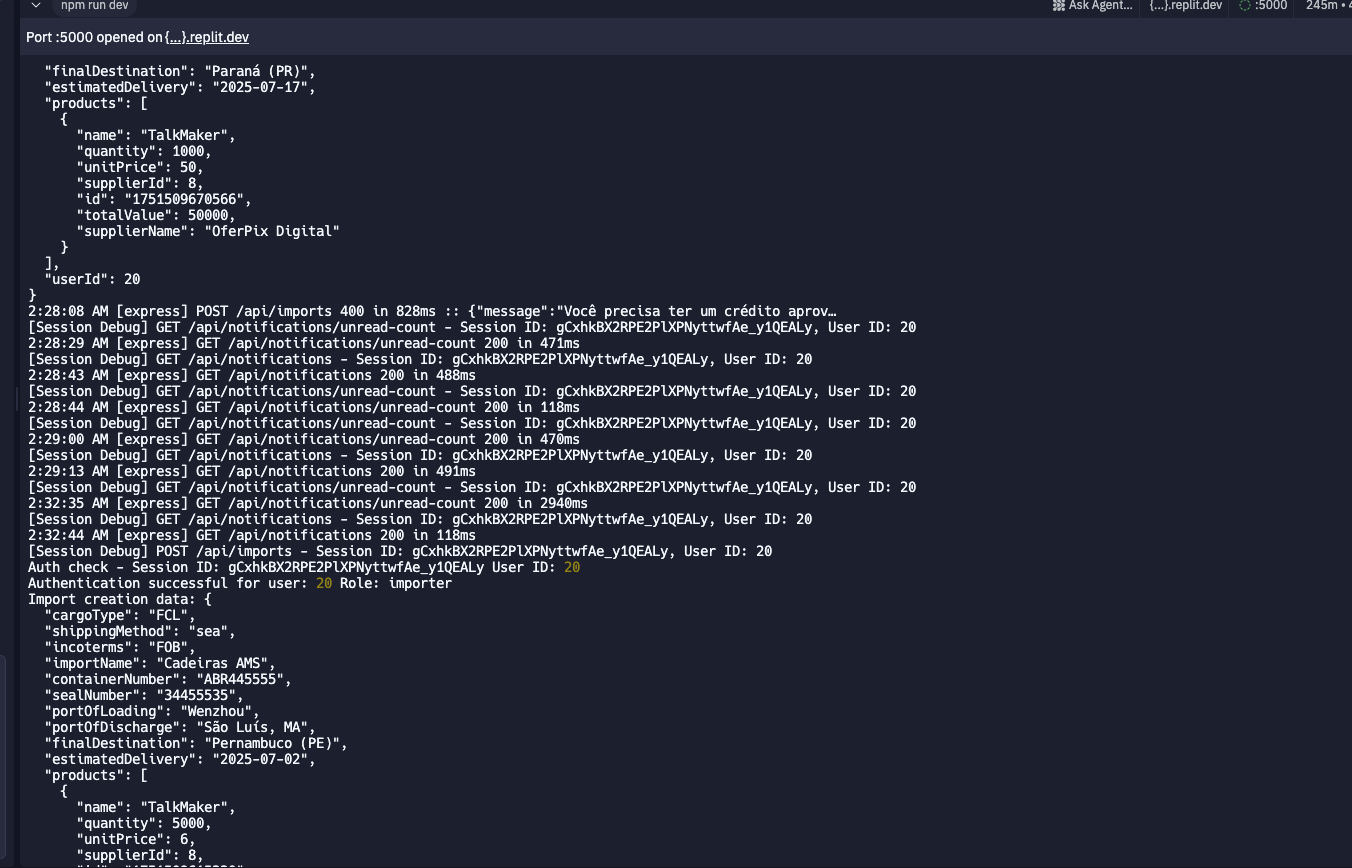 npm run dev
Ask Agent...
{...}.replit.dev
:5000
245m •
Port :5000 opened on {...}.replit.dev
"finalDestination": "Paraná (PR)",
"estimatedDelivery": "2025-07-17",
"products": [
{
"name": "TalkMaker",
"quantity": 1000,
"unitPrice": 50,
"supplierId": 8,
"id": "1751509670566",
"totalValue": 50000,
"supplierName": "OferPix Digital"
}
],
"userId": 20
}
2:28:08 AM [express] POST /api/imports 400 in 828ms :: {"message":"Você precisa ter um crédito aprov…
[Session Debug] GET /api/notifications/unread-count - Session ID: gCxhkBX2RPE2PlXPNyttwfAe_y1QEALy, User ID: 20
2:28:29 AM [express] GET /api/notifications/unread-count 200 in 471ms
[Session Debug] GET /api/notifications - Session ID: gCxhkBX2RPE2PlXPNyttwfAe_y1QEALy, User ID: 20
2:28:43 AM [express] GET /api/notifications 200 in 488ms
[Session Debug] GET /api/notifications/unread-count - Session ID: gCxhkBX2RPE2PlXPNyttwfAe_y1QEALy, User ID: 20
2:28:44 AM [express] GET /api/notifications/unread-count 200 in 118ms
[Session Debug] GET /api/notifications/unread-count - Session ID: gCxhkBX2RPE2PlXPNyttwfAe_y1QEALy, User ID: 20
2:29:00 AM [express] GET /api/notifications/unread-count 200 in 470ms
[Session Debug] GET /api/notifications - Session ID: gCxhkBX2RPE2PlXPNyttwfAe_y1QEALy, User ID: 20
2:29:13 AM [express] GET /api/notifications 200 in 491ms
[Session Debug] GET /api/notifications/unread-count - Session ID: gCxhkBX2RPE2PlXPNyttwfAe_y1QEALy, User ID: 20
2:32:35 AM [express] GET /api/notifications/unread-count 200 in 2940ms
[Session Debug] GET /api/notifications - Session ID: gCxhkBX2RPE2PlXPNyttwfAe_y1QEALy, User ID: 20
2:32:44 AM [express] GET /api/notifications 200 in 118ms
[Session Debug] POST /api/imports - Session ID: gCxhkBX2RPE2PlXPNyttwfAe_y1QEALy, User ID: 20
Auth check - Session ID: gCxhkBX2RPE2PlXPNyttwfAe_y1QEALy User ID: 20
Authentication successful for user: 20 Role: importer
Import creation data: {
"cargoType": "FCL",
"shippingMethod": "sea",
"incoterms": "FOB",
"importName": "Cadeiras AMS",
"containerNumber": "ABR445555",
"sealNumber": "34455535",
"portOfLoading": "Wenzhou",
"portOfDischarge": "São Luís, MA",
"finalDestination": "Pernambuco (PE)",
"estimatedDelivery": "2025-07-02",
"products": [
{
"name": "TalkMaker",
"quantity": 5000,
"unitPrice": 6,
"supplierId": 8,